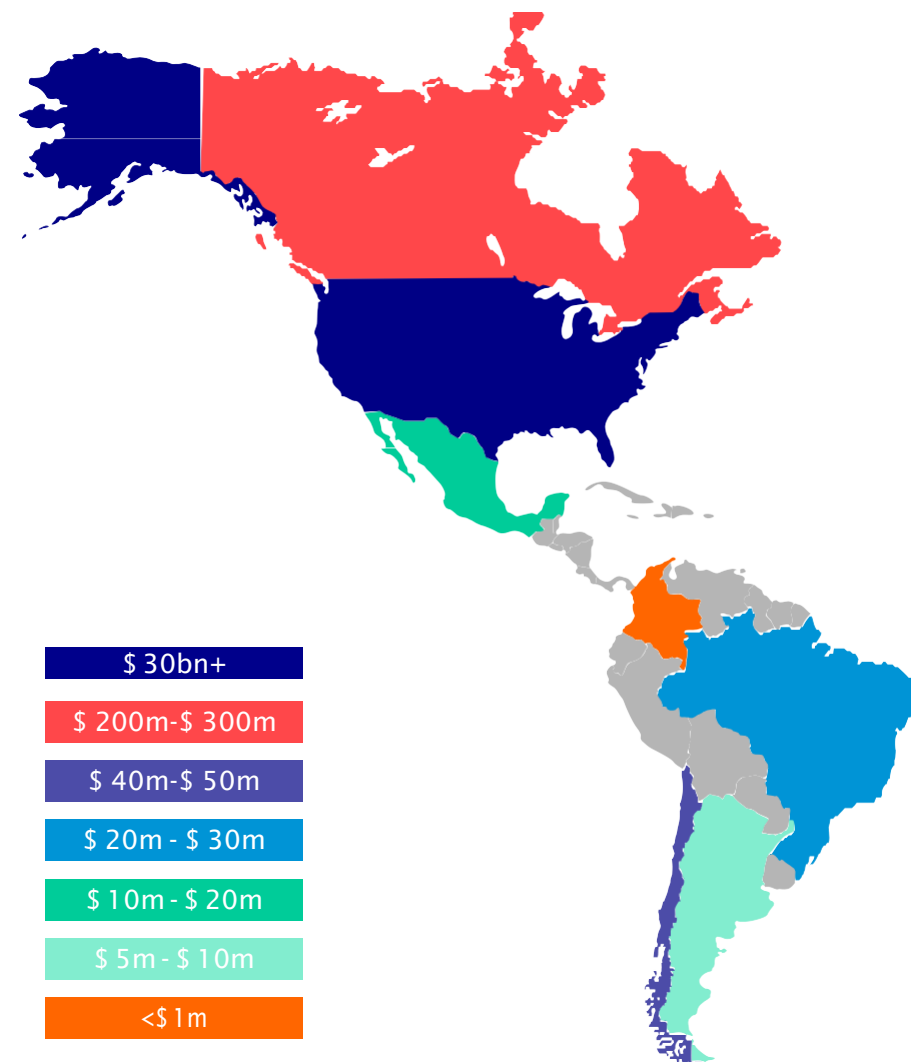 $ 30bn+
$ 200m-$ 300m
$ 40m-$ 50m
$ 20m - $ 30m
$ 10m - $ 20m
$ 5m - $ 10m
<$ 1m